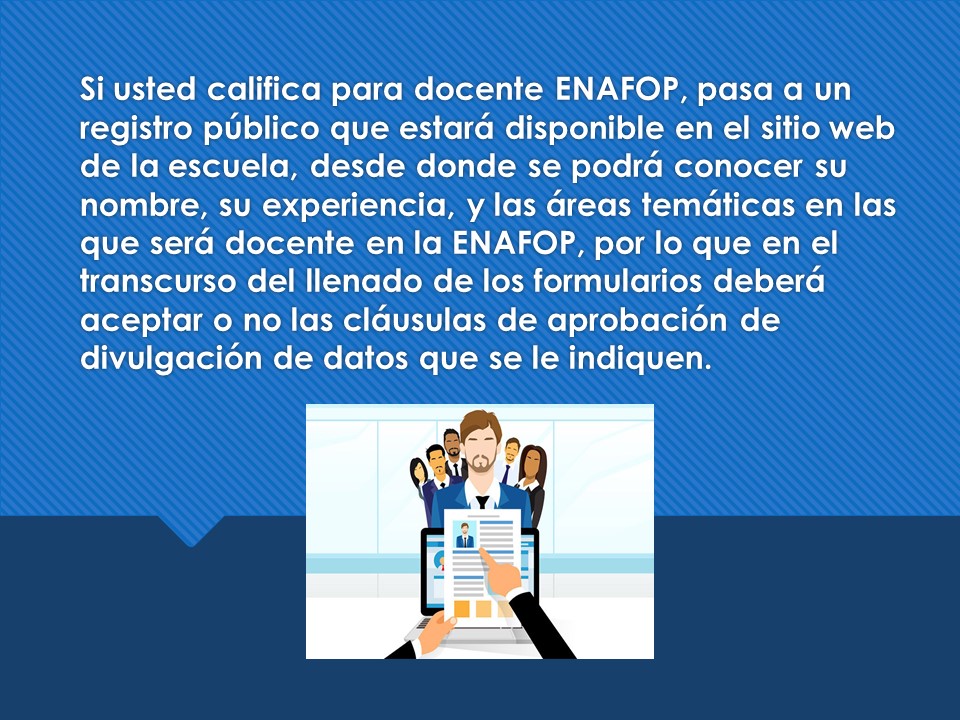 Si usted califica para docente ENAFOP, pasa a un
registro público que estará disponible en el sitio web
de la escuela, desde donde se podrá conocer su
nombre, su experiencia, y las áreas temáticas en las
que será docente en la ENAFOP, por lo que en el
transcurso del llenado de los formularios deberá
aceptar o no las cláusulas de aprobación de
divulgación de datos que se le indiquen.